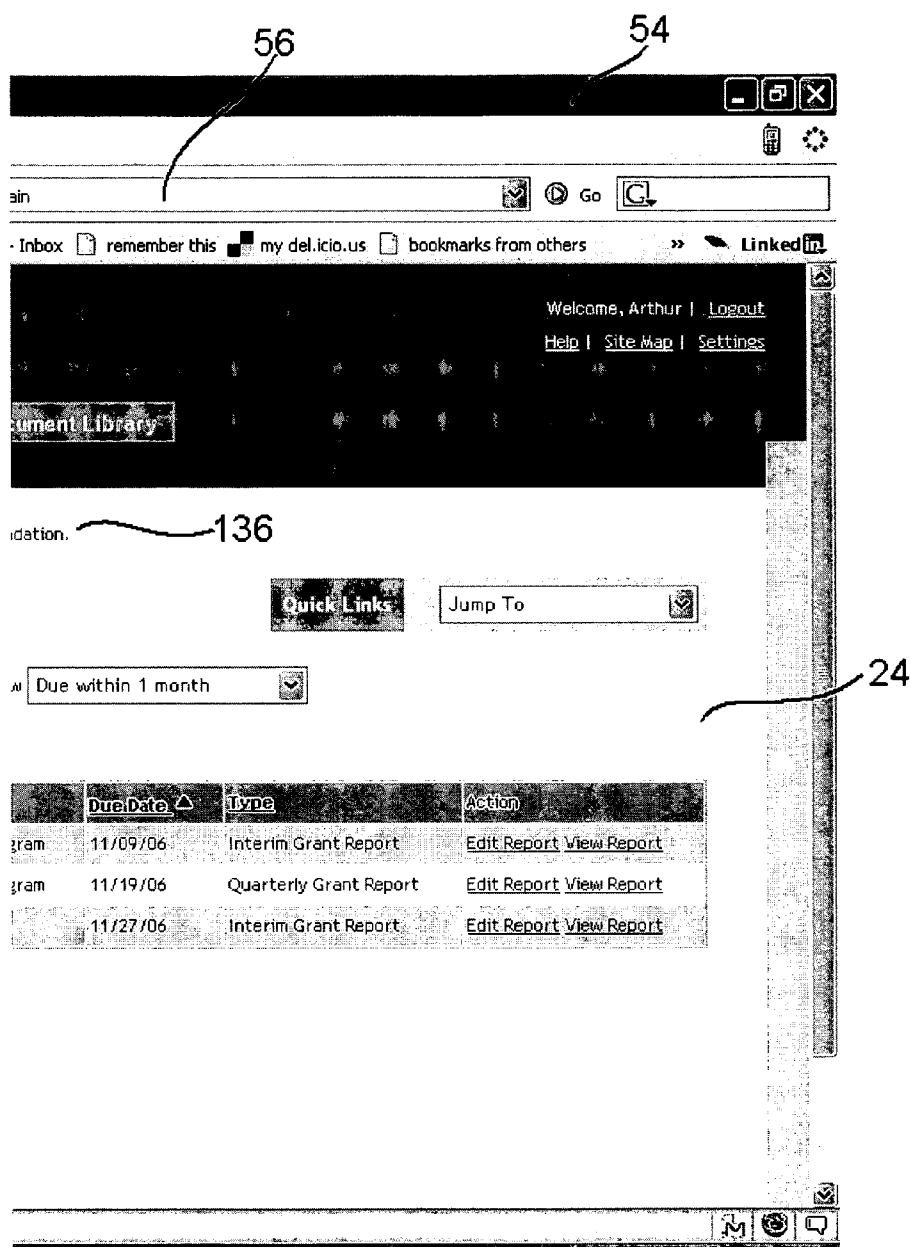 56 54
ain Go G
- Inbox remember this my del.icio.us bookmarks from others » Linked in
Welcome, Arthur | Logout
Help | Site Map | Settings
cument Library
ndation. 136
Quick Links Jump To
w Due within 1 month
24
Due Date ▲ Type Action
gram 11/09/06 Interim Grant Report Edit Report View Report
gram 11/19/06 Quarterly Grant Report Edit Report View Report
11/27/06 Interim Grant Report Edit Report View Report